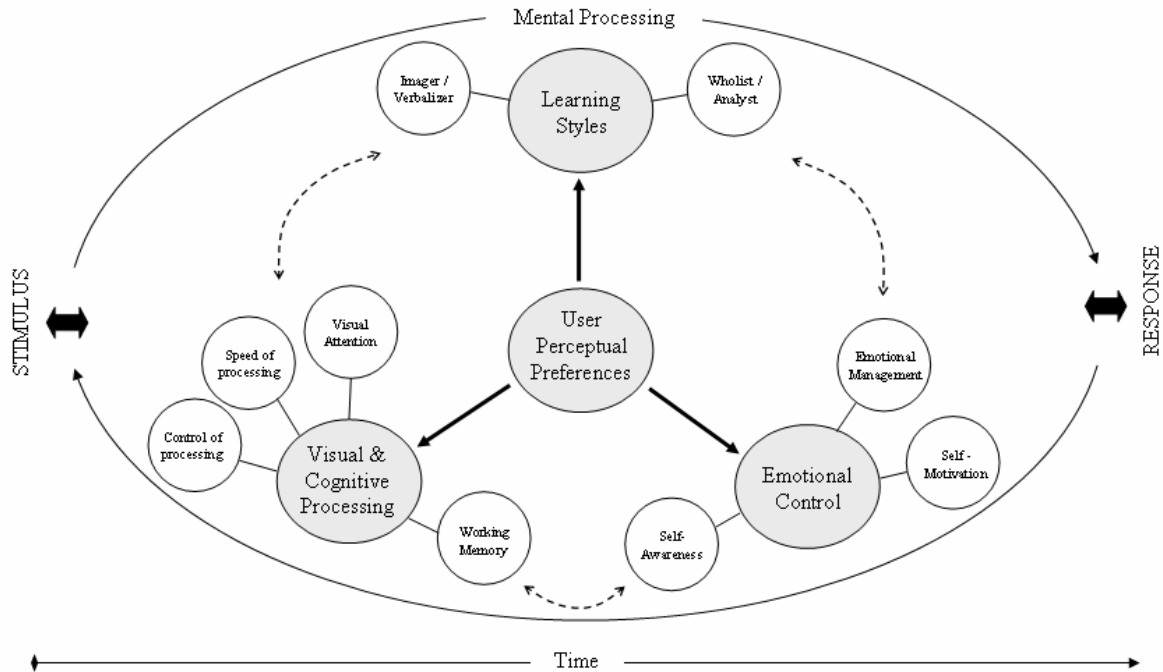 Mental Processing
Imager /
Verbalizer
Learning
Styles
Wholist /
Analyst
STIMULUS
RESPONSE
User
Perceptual
Preferences
Visual
Attention
Speed of
processing
Control of
processing
Visual &
Cognitive
Processing
Working
Memory
Emotional
Management
Self -
Motivation
Emotional
Control
Self-
Awareness
Time